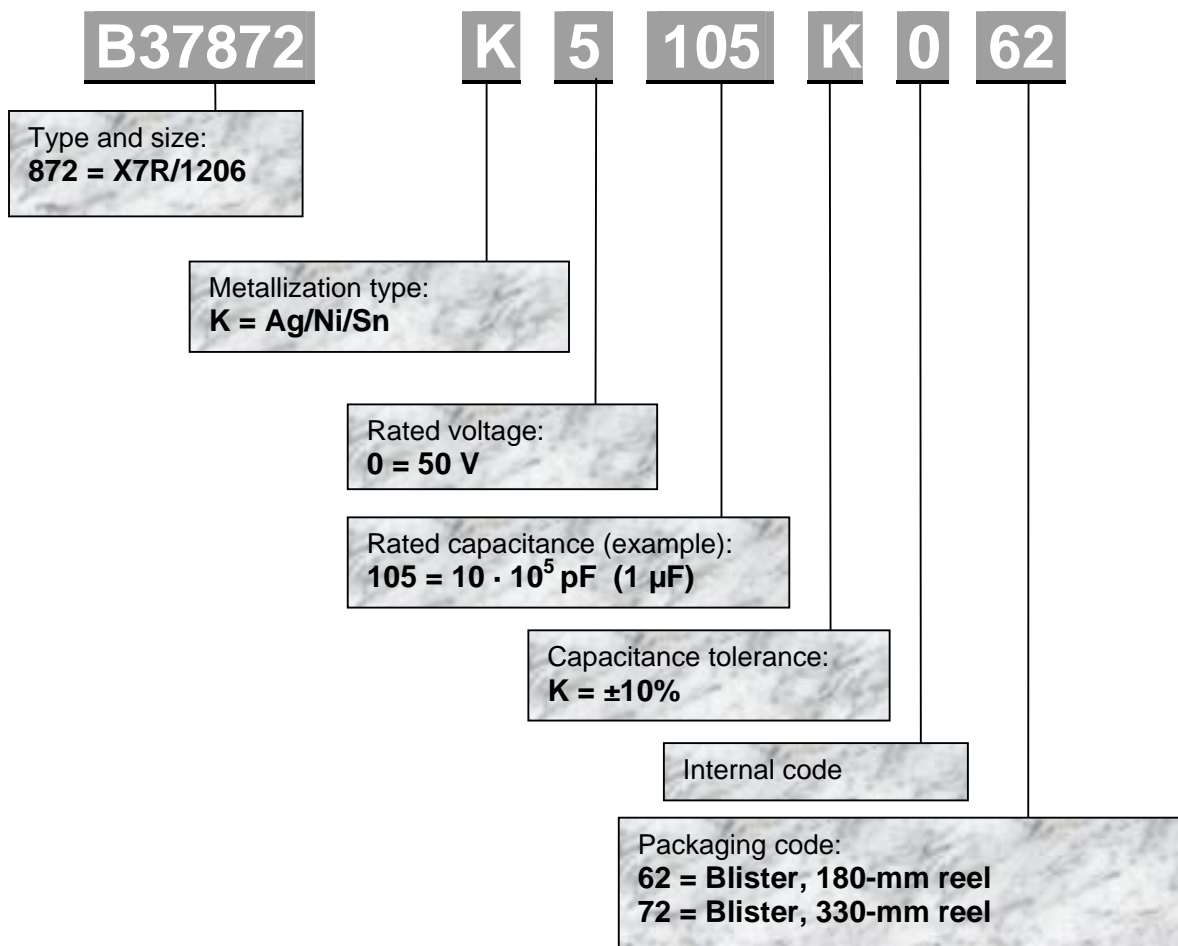 B37872 K 5 105 K 0 62
Type and size:
872 = X7R/1206
Metallization type:
K = Ag/Ni/Sn
Rated voltage:
0 = 50 V
Rated capacitance (example):
105 = 10 · 10⁵ pF (1 µF)
Capacitance tolerance:
K = ±10%
Internal code
Packaging code:
62 = Blister, 180-mm reel
72 = Blister, 330-mm reel